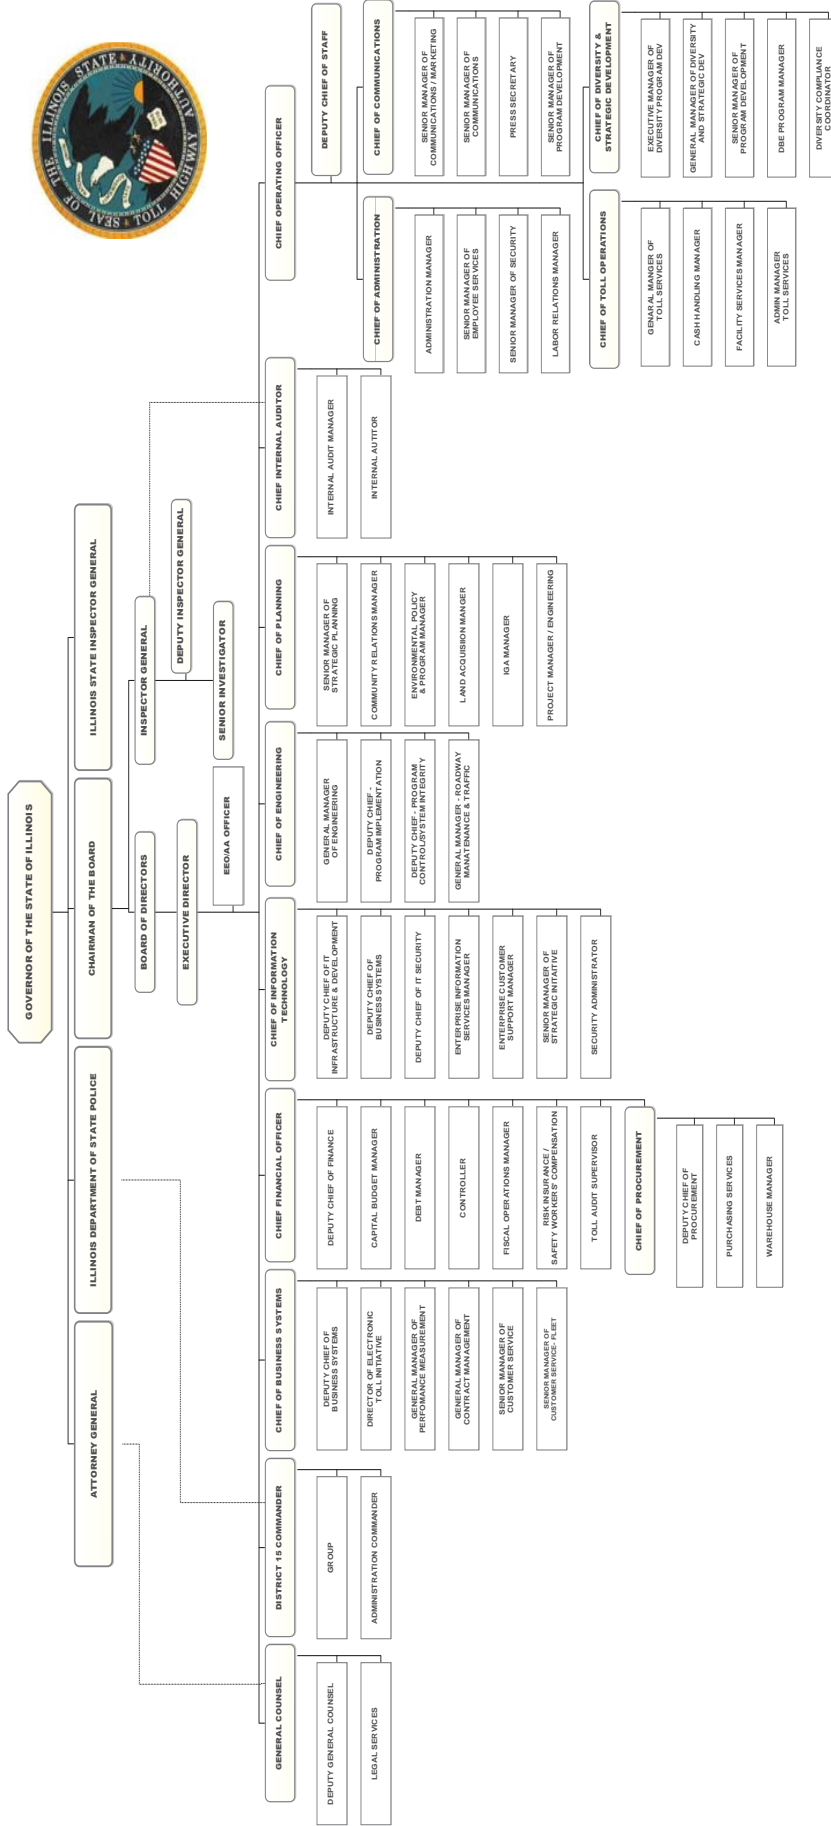 SEAL OF THE ILLINOIS STATE TOLL HIGHWAY AUTHORITY
GOVERNOR OF THE STATE OF ILLINOIS
ATTORNEY GENERAL
ILLINOIS DEPARTMENT OF STATE POLICE
CHAIRMAN OF THE BOARD
ILLINOIS STATE INSPECTOR GENERAL
BOARD OF DIRECTORS
INSPECTOR GENERAL
EXECUTIVE DIRECTOR
DEPUTY INSPECTOR GENERAL
EEO/AA OFFICER
SENIOR INVESTIGATOR
GENERAL COUNSEL
DEPUTY GENERAL COUNSEL
LEGAL SERVICES
DISTRICT 15 COMMANDER
GROUP
ADMINISTRATION COMMANDER
CHIEF OF BUSINESS SYSTEMS
DEPUTY CHIEF OF
BUSINESS SYSTEMS
DIRECTOR OF ELECTRONIC
TOLL INITIATIVE
GENERAL MANAGER OF
PERFOMANCE MEASUREMENT
GENERAL MANAGER OF
CONTRACT MANAGEMENT
SENIOR MANAGER OF
CUSTOMER SERVICE
SENIOR MANAGER OF
CUSTOMER SERVICE- FLEET
CHIEF FINANCIAL OFFICER
DEPUTY CHIEF OF FINANCE
CAPITAL BUDGET MANAGER
DEBT MANAGER
CONTROLLER
FISCAL OPERATIONS MANAGER
RISK INSURANCE /
SAFETY WORKERS' COMPENSATION
TOLL AUDIT SUPERVISOR
CHIEF OF PROCUREMENT
DEPUTY CHIEF OF
PROCUREMENT
PURCHASING SERVICES
WAREHOUSE MANAGER
CHIEF OF INFORMATION
TECHNOLOGY
DEPUTY CHIEF OF IT
INFRASTRUCTURE & DEVELOPMENT
DEPUTY CHIEF OF
BUSINESS SYSTEMS
DEPUTY CHIEF OF IT SECURITY
ENTERPRISE INFORMATION
SERVICES MANAGER
ENTERPRISE CUSTOMER
SUPPORT MANAGER
SENIOR MANAGER OF
STRATEGIC INITIATIVE
SECURITY ADMINISTRATOR
CHIEF OF ENGINEERING
GENERAL MANAGER
OF ENGINEERING
DEPUTY CHIEF -
PROGRAM IMPLEMENTATION
DEPUTY CHIEF - PROGRAM
CONTROL/SYSTEM INTEGRITY
GENERAL MANAGER - ROADWAY
MANATENANCE & TRAFFIC
CHIEF OF PLANNING
SENIOR MANAGER OF
STRATEGIC PLANNING
COMMUNITY RELATIONS MANAGER
ENVIRONMENTAL POLICY
& PROGRAM MANAGER
LAND ACQUISIION MANGER
IGA MANAGER
PROJECT MANAGER / ENGINEERING
CHIEF INTERNAL AUDITOR
INTERNAL AUDIT MANAGER
INTERNAL AUTITOR
CHIEF OPERATING OFFICER
DEPUTY CHIEF OF STAFF
CHIEF OF ADMINISTRATION
ADMINISTRATION MANAGER
SENIOR MANAGER OF
EMPLOYEE SERVICES
SENIOR MANAGER OF SECURITY
LABOR RELATIONS MANAGER
CHIEF OF COMMUNICATIONS
SENIOR MANAGER OF
COMMUNICATIONS / MARKETING
SENIOR MANAGER OF
COMMUNICATIONS
PRESS SECRETARY
SENIOR MANAGER OF
PROGRAM DEVELOPMENT
CHIEF OF TOLL OPERATIONS
GENARAL MANGER OF
TOLL SERVICES
CASH HANDLING MANAGER
FACILITY SERVICES MANAGER
ADMIN MANAGER
TOLL SERVICES
CHIEF OF DIVERSITY &
STRATEGIC DEVELOPMENT
EXECUTIVE MANAGER OF
DIVERSITY PROGRAM DEV
GENERAL MANAGER OF DIVERSITY
AND STRATEGIC DEV
SENIOR MANAGER OF
PROGRAM DEVELOPMENT
DBE PROGRAM MANAGER
DIVERSITY COMPLIANCE
COORDINATOR